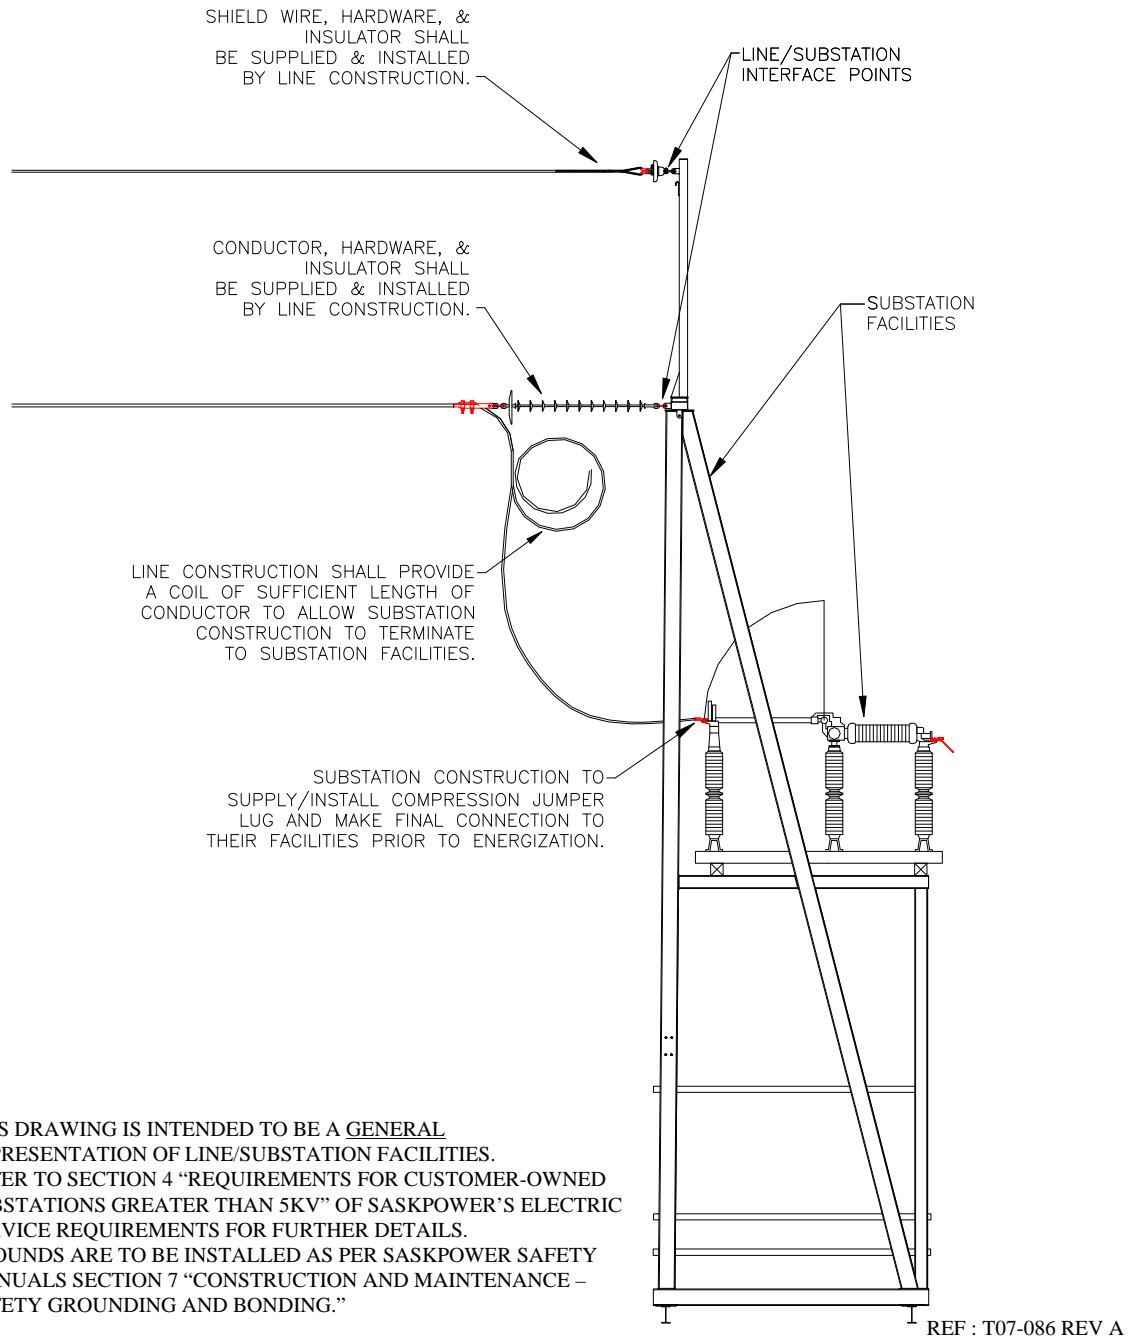 SHIELD WIRE, HARDWARE, &
INSULATOR SHALL
BE SUPPLIED & INSTALLED
BY LINE CONSTRUCTION.
LINE/SUBSTATION
INTERFACE POINTS
CONDUCTOR, HARDWARE, &
INSULATOR SHALL
BE SUPPLIED & INSTALLED
BY LINE CONSTRUCTION.
SUBSTATION
FACILITIES
LINE CONSTRUCTION SHALL PROVIDE
A COIL OF SUFFICIENT LENGTH OF
CONDUCTOR TO ALLOW SUBSTATION
CONSTRUCTION TO TERMINATE
TO SUBSTATION FACILITIES.
SUBSTATION CONSTRUCTION TO
SUPPLY/INSTALL COMPRESSION JUMPER
LUG AND MAKE FINAL CONNECTION TO
THEIR FACILITIES PRIOR TO ENERGIZATION.
S DRAWING IS INTENDED TO BE A GENERAL
PRESENTATION OF LINE/SUBSTATION FACILITIES.
ER TO SECTION 4 “REQUIREMENTS FOR CUSTOMER-OWNED
STATIONS GREATER THAN 5KV” OF SASKPOWER’S ELECTRIC
VICE REQUIREMENTS FOR FURTHER DETAILS.
OUNDS ARE TO BE INSTALLED AS PER SASKPOWER SAFETY
NUALS SECTION 7 “CONSTRUCTION AND MAINTENANCE –
ETY GROUNDING AND BONDING.”
REF : T07-086 REV A